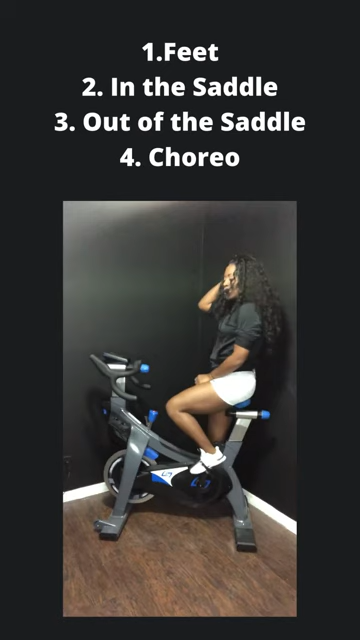 1.Feet
2. In the Saddle
3. Out of the Saddle
4. Choreo